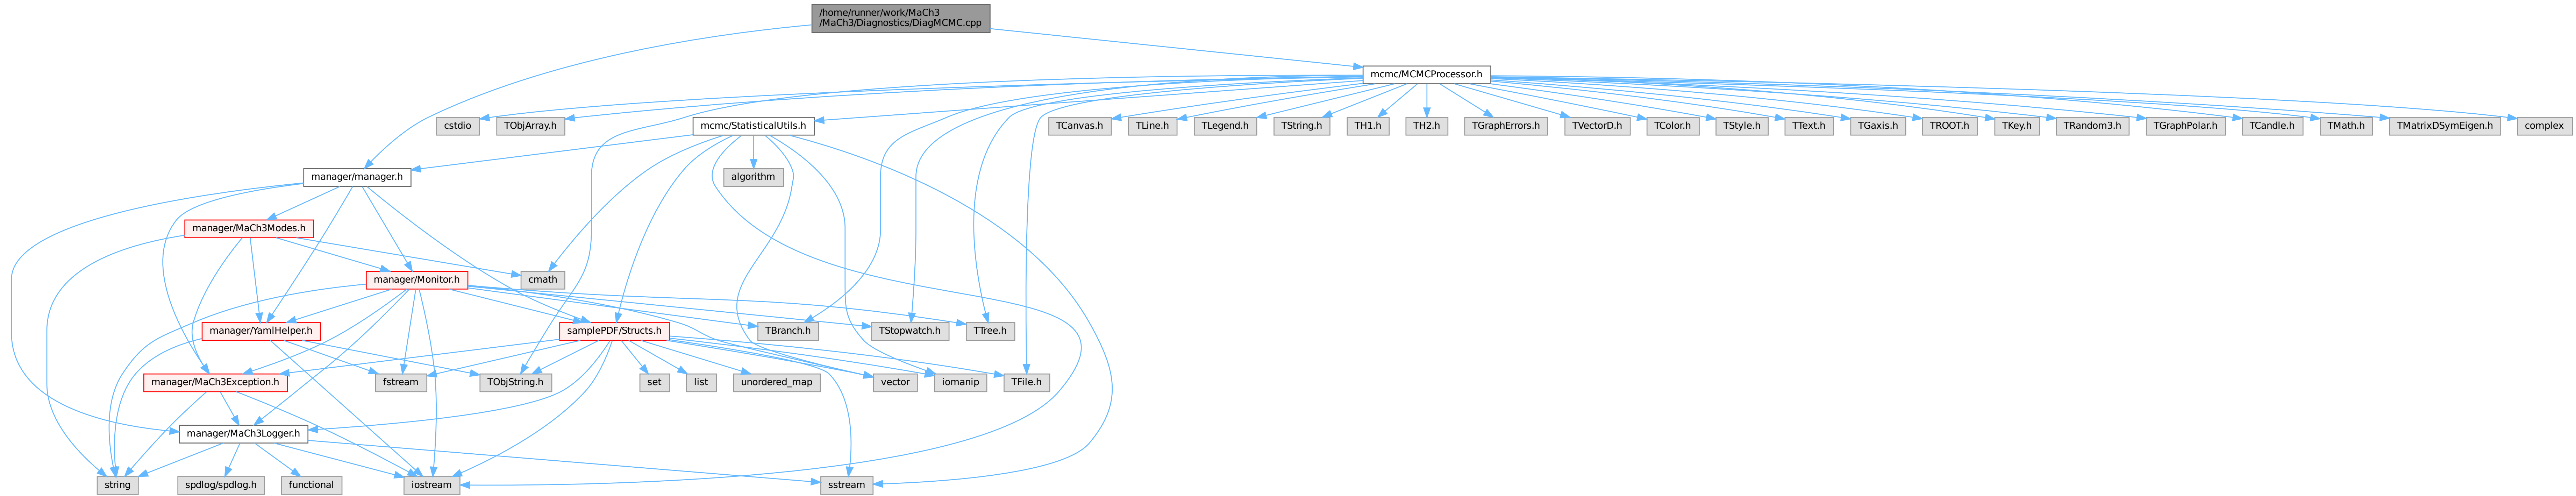 /home/runner/work/MaCh3
/MaCh3/Diagnostics/DiagMCMC.cpp
mcmc/MCMCProcessor.h
cstdio
TObjArray.h
mcmc/StatisticalUtils.h
TCanvas.h
TLine.h
TLegend.h
TString.h
TH1.h
TH2.h
TGraphErrors.h
TVectorD.h
TColor.h
TStyle.h
TText.h
TGaxis.h
TROOT.h
TKey.h
TRandom3.h
TGraphPolar.h
TCandle.h
TMath.h
TMatrixDSymEigen.h
complex
manager/manager.h
algorithm
manager/MaCh3Modes.h
manager/Monitor.h
cmath
manager/YamlHelper.h
samplePDF/Structs.h
TBranch.h
TStopwatch.h
TTree.h
manager/MaCh3Exception.h
fstream
TObjString.h
set
list
unordered_map
vector
iomanip
TFile.h
manager/MaCh3Logger.h
string
spdlog/spdlog.h
functional
iostream
sstream